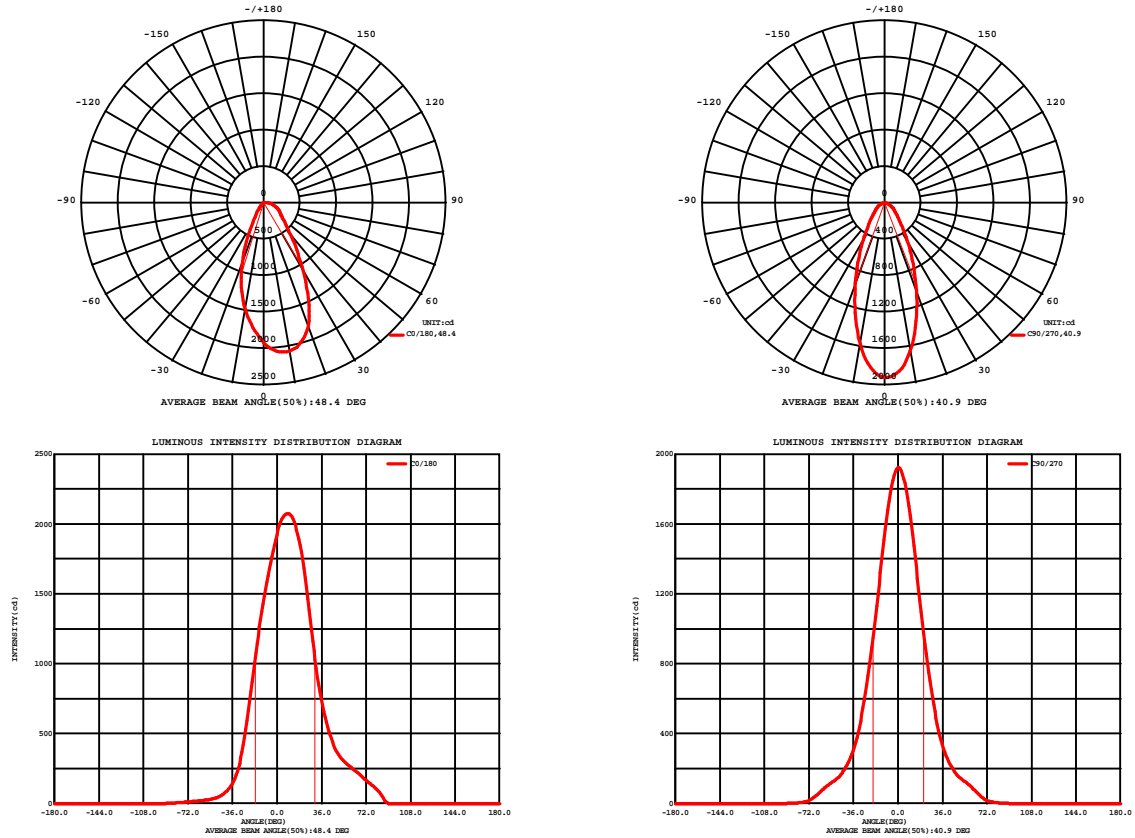 -/+180
-150 150
-120 120
-90 90
-60 60
-30 30
0
500
1000
1500
2000
2500
0
UNIT:cd
C0/180,48.4
AVERAGE BEAM ANGLE(50%):48.4 DEG
-/+180
-150 150
-120 120
-90 90
-60 60
-30 30
0
400
800
1200
1600
2000
0
UNIT:cd
C90/270,40.9
AVERAGE BEAM ANGLE(50%):40.9 DEG
LUMINOUS INTENSITY DISTRIBUTION DIAGRAM
C0/180
2500
2000
1500
1000
500
0
INTENSITY(cd)
-180.0 -144.0 -108.0 -72.0 -36.0 0.0 36.0 72.0 108.0 144.0 180.0
ANGLE(DEG)
AVERAGE BEAM ANGLE(50%):48.4 DEG
LUMINOUS INTENSITY DISTRIBUTION DIAGRAM
C90/270
2000
1600
1200
800
400
0
INTENSITY(cd)
-180.0 -144.0 -108.0 -72.0 -36.0 0.0 36.0 72.0 108.0 144.0 180.0
ANGLE(DEG)
AVERAGE BEAM ANGLE(50%):40.9 DEG